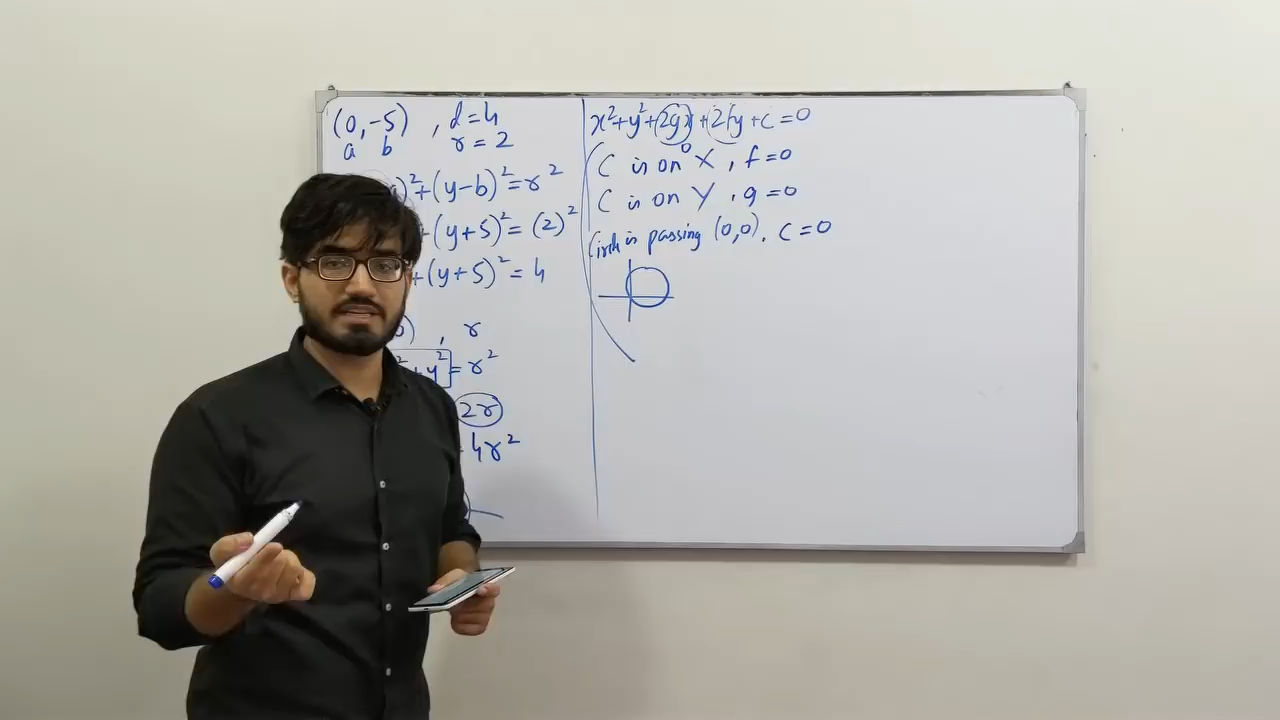 (0,-5) , d=4
a b r=2
)²+(y-b)²=r²
+(y+5)²=(2)²
+(y+5)²=4
) , r
²+y²=r²
2r
4r²
x²+y²+2gx+2fy+c=0
C is on X , f=0
C is on Y , g=0
Circle is passing (0,0). C=0